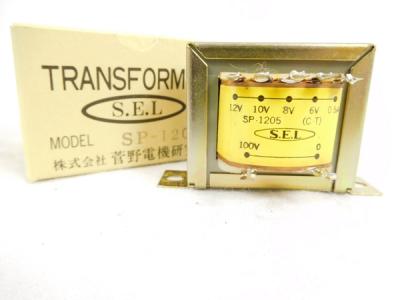 TRANSFORM
S.E.L
MODEL SP-120
株式会社 菅野電機研
12V 10V 8V 6V 0.5A
SP-1205 (C T)
S.E.L
100V 0